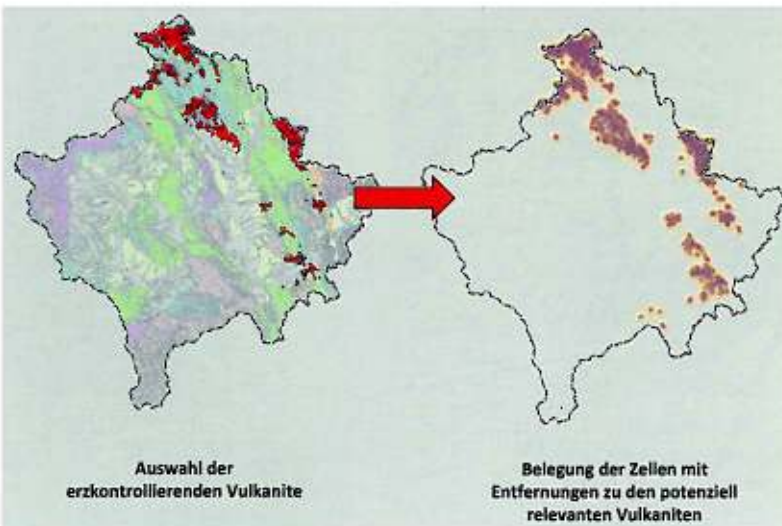 Auswahl der
erzkontrollierenden Vulkanite
Belegung der Zellen mit
Entfernungen zu den potenziell
relevanten Vulkaniten